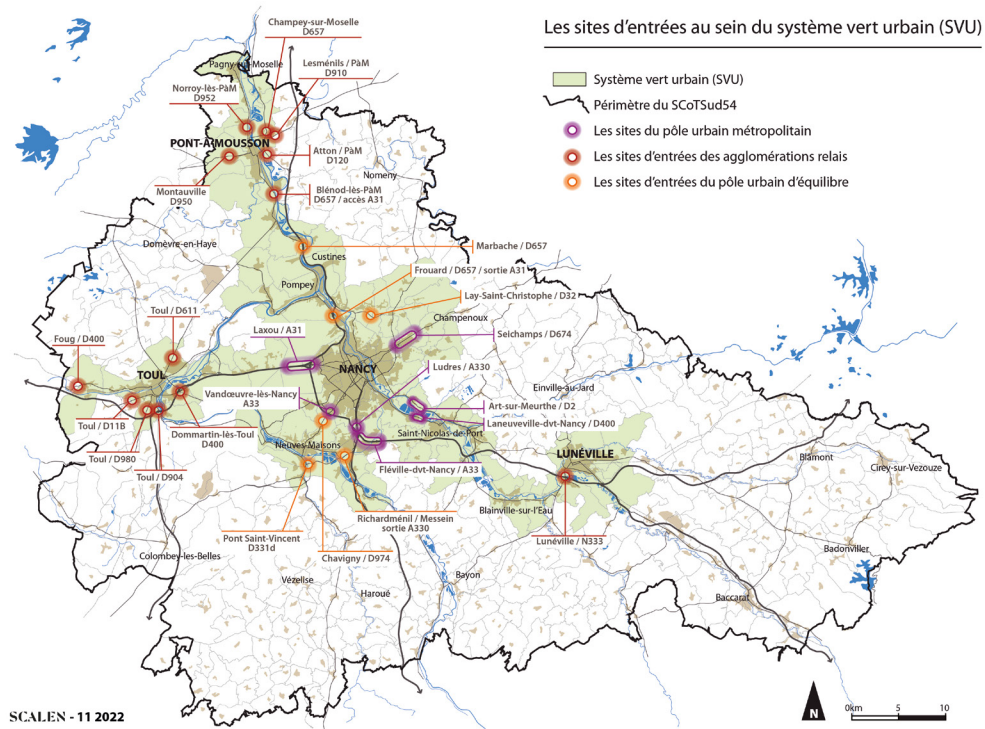 Les sites d'entrées au sein du système vert urbain (SVU)
Système vert urbain (SVU)
Périmètre du SCoTSud54
Les sites du pôle urbain métropolitain
Les sites d'entrées des agglomérations relais
Les sites d'entrées du pôle urbain d'équilibre
Champey-sur-Moselle
D657
Pagny-sur-Moselle
Lesménils / PàM
D910
Norroy-lès-PàM
D952
PONT-À-MOUSSON
Atton / PàM
D120
Nomeny
Montauville
D950
Blénod-lès-PàM
D657 / accès A31
Domèvre-en-Haye
Marbache / D657
Custines
Frouard / D657 / sortie A31
Pompey
Lay-Saint-Christophe / D32
Toul / D611
Champenoux
Laxou / A31
Selchamps / D674
Foug / D400
TOUL
NANCY
Ludres / A330
Einville-au-Jard
Vandœuvre-lès-Nancy
A33
Art-sur-Meurthe / D2
Laneuveville-dvt-Nancy / D400
Toul / D11B
Dommartin-lès-Toul
D400
Saint-Nicolas-de-Port
Neuves Maisons
Toul / D980
LUNÉVILLE
Blamont
Cirey-sur-Vezouze
Fléville-dvt-Nancy / A33
Toul / D904
Blainville-sur-l'Eau
Richardménil / Messein
sortie A330
Pont Saint-Vincent
D331d
Lunéville / N333
Badonviller
Colombey-les-Belles
Chavigny / D974
Vézelise
Bayon
Haroué
Baccarat
SCALEN - 11 2022
N
0km 5 10